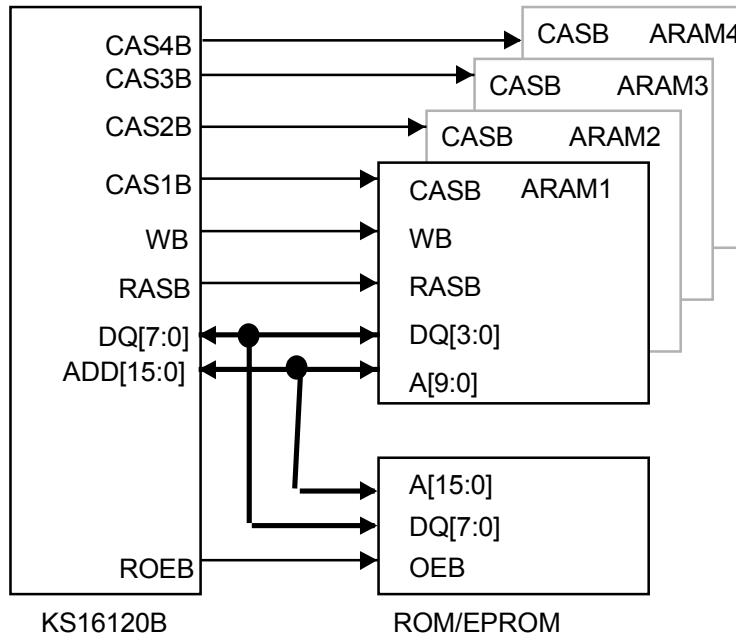 CAS4B
CAS3B
CAS2B
CAS1B
WB
RASB
DQ[7:0]
ADD[15:0]
ROEB
KS16120B
CASB ARAM4
CASB ARAM3
CASB ARAM2
CASB ARAM1
WB
RASB
DQ[3:0]
A[9:0]
A[15:0]
DQ[7:0]
OEB
ROM/EPROM